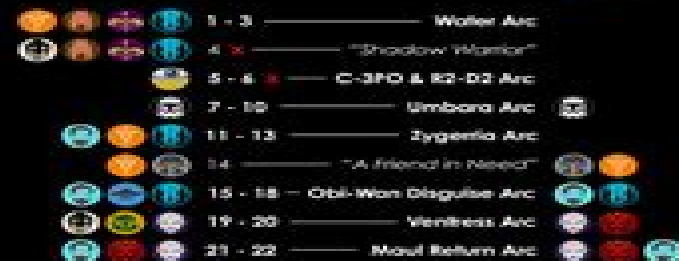 1 - 3 Water Arc
4 x "Shadow Warrior"
5 - 6 x C-3PO & R2-D2 Arc
7 - 10 Umbara Arc
11 - 13 Zygerria Arc
14 "A Friend in Need"
15 - 18 Obi-Wan Disguise Arc
19 - 20 Ventress Arc
21 - 22 Maul Return Arc